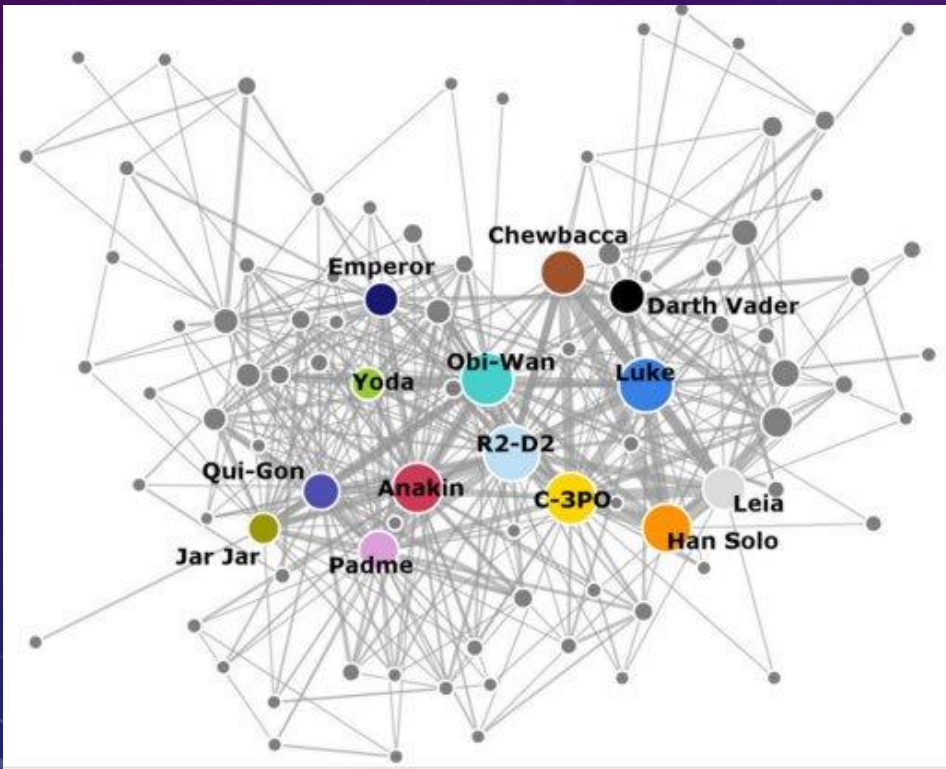 Chewbacca
Emperor
Darth Vader
Obi-Wan
Luke
Yoda
R2-D2
Qui-Gon
Anakin
C-3PO
Leia
Han Solo
Jar Jar
Padme